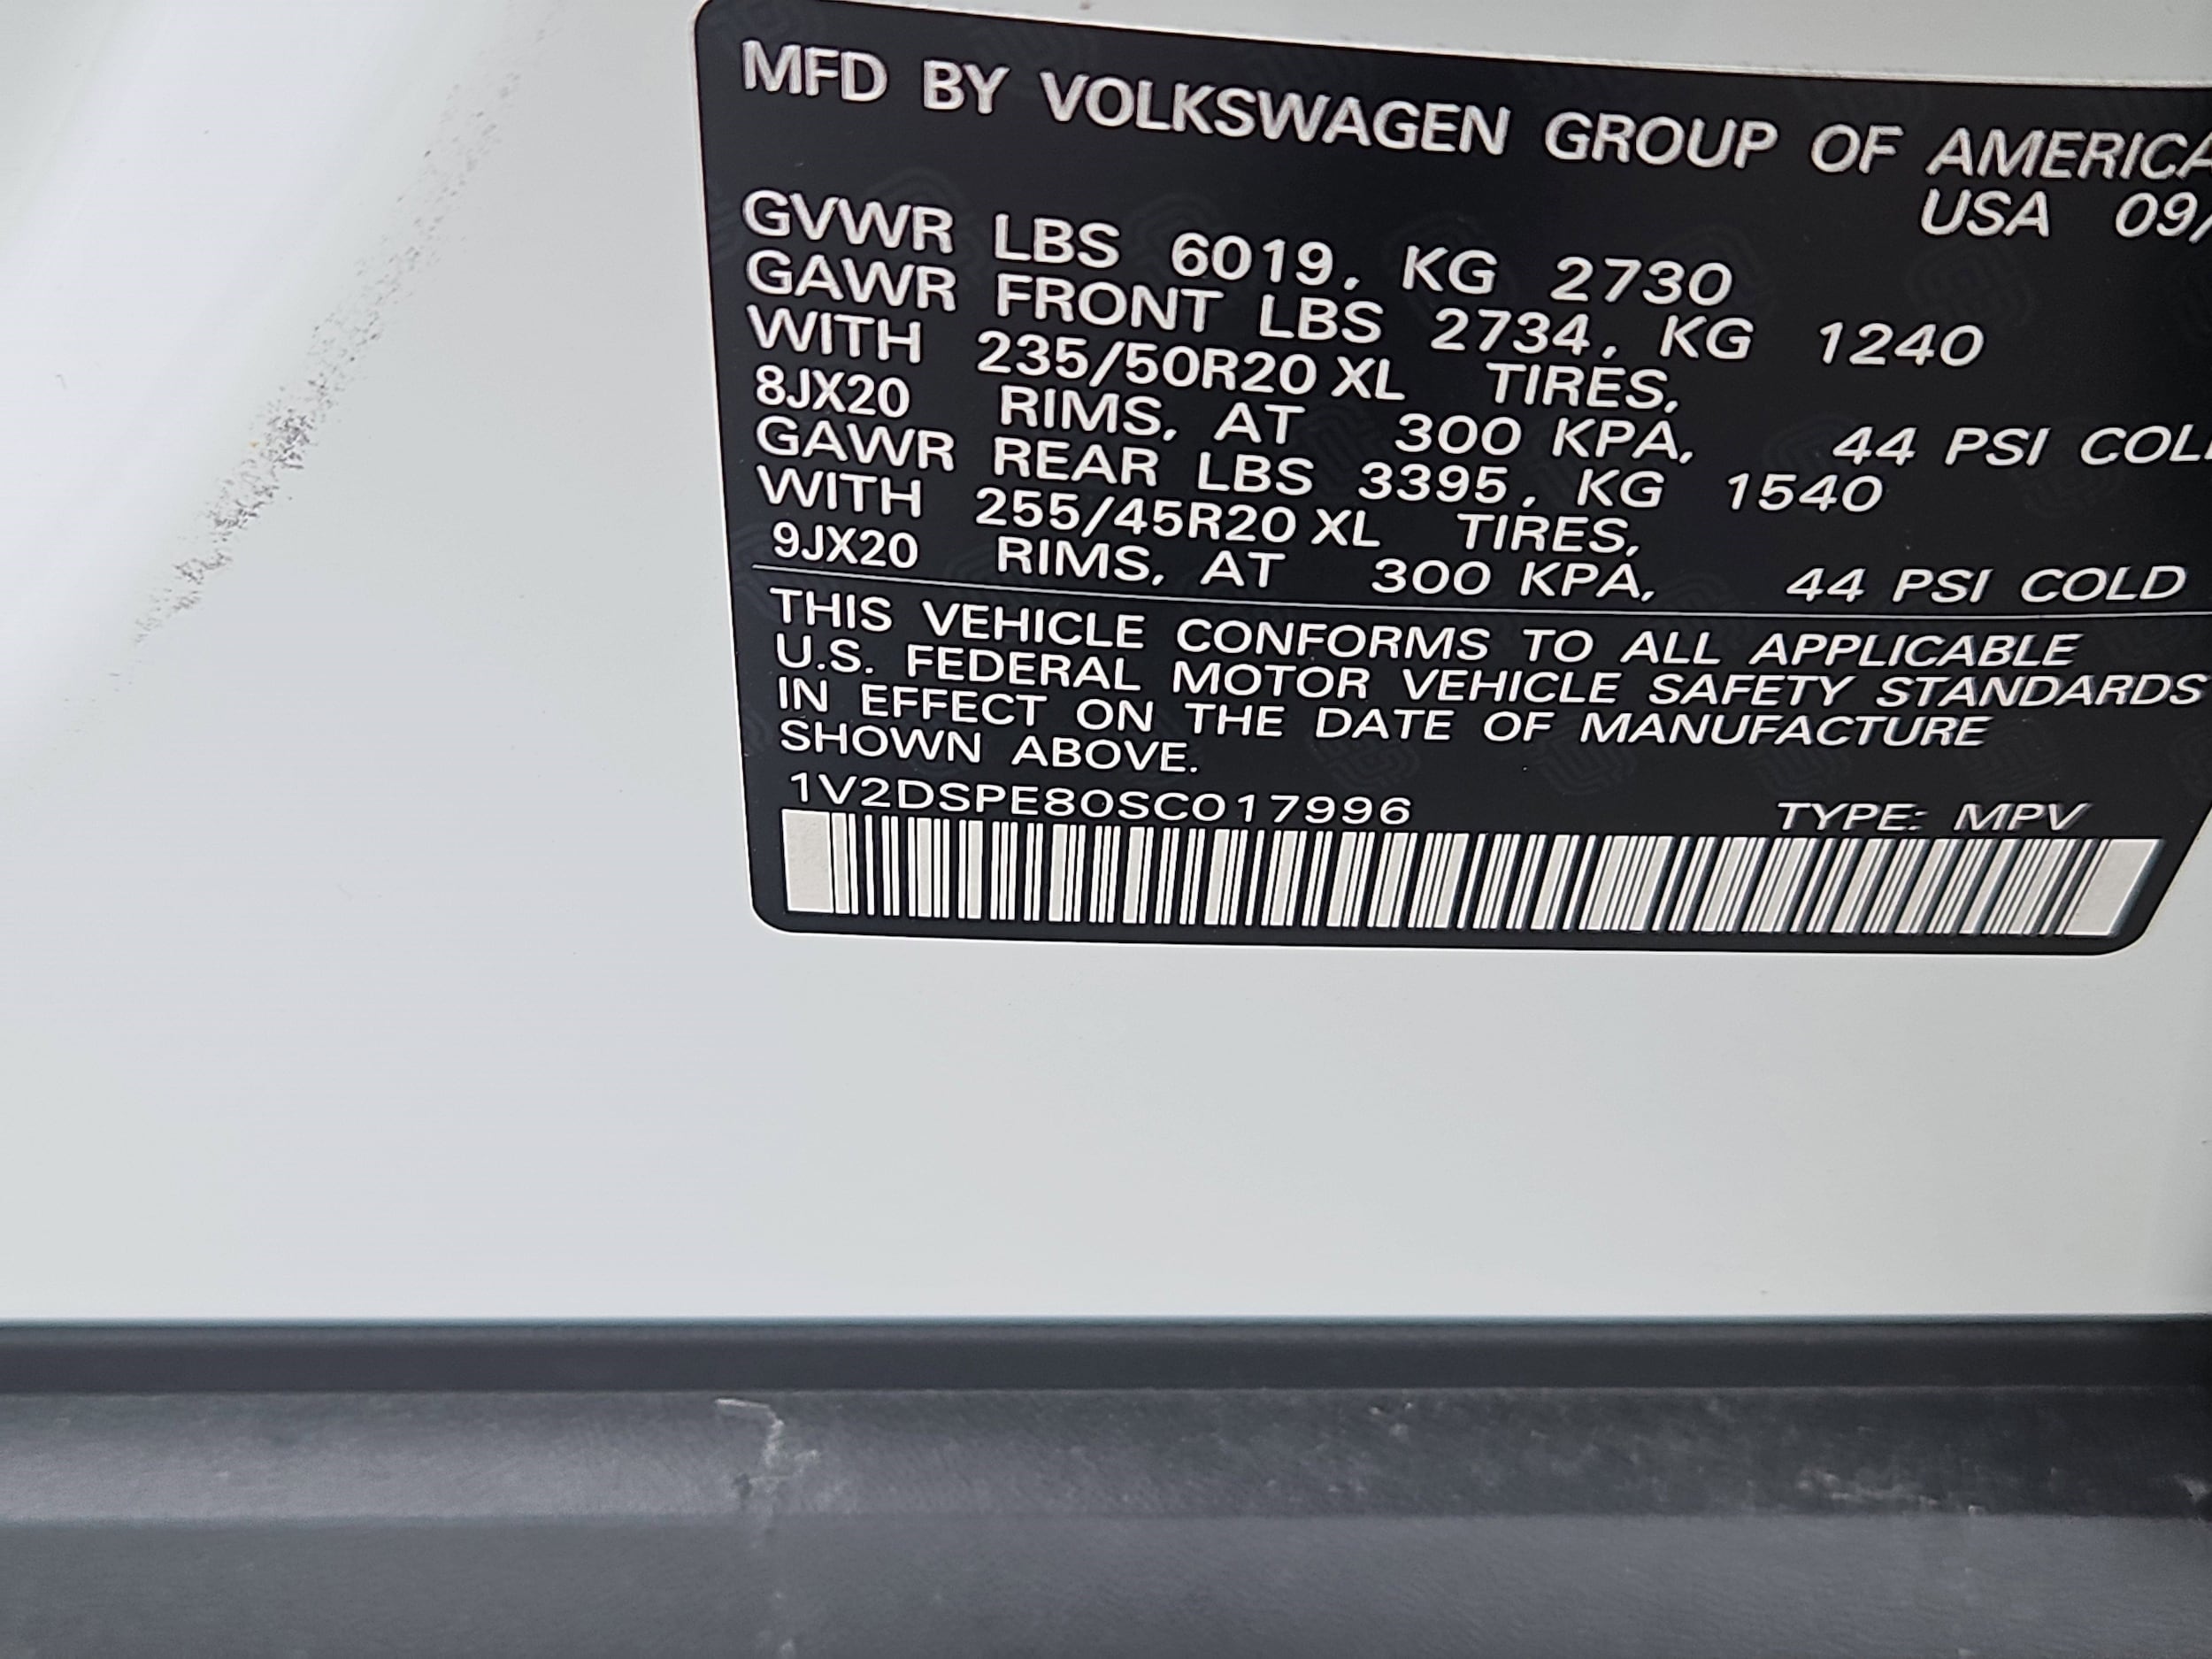 MFD BY VOLKSWAGEN GROUP OF AMERICA
USA 09/
GVWR LBS 6019, KG 2730
GAWR FRONT LBS 2734, KG 1240
WITH 235/50R20 XL TIRES,
8JX20 RIMS, AT 300 KPA, 44 PSI COL
GAWR REAR LBS 3395, KG 1540
WITH 255/45R20 XL TIRES,
9JX20 RIMS, AT 300 KPA, 44 PSI COLD
THIS VEHICLE CONFORMS TO ALL APPLICABLE
U.S. FEDERAL MOTOR VEHICLE SAFETY STANDARDS
IN EFFECT ON THE DATE OF MANUFACTURE
SHOWN ABOVE.
1V2DSPE80SC017996 TYPE: MPV